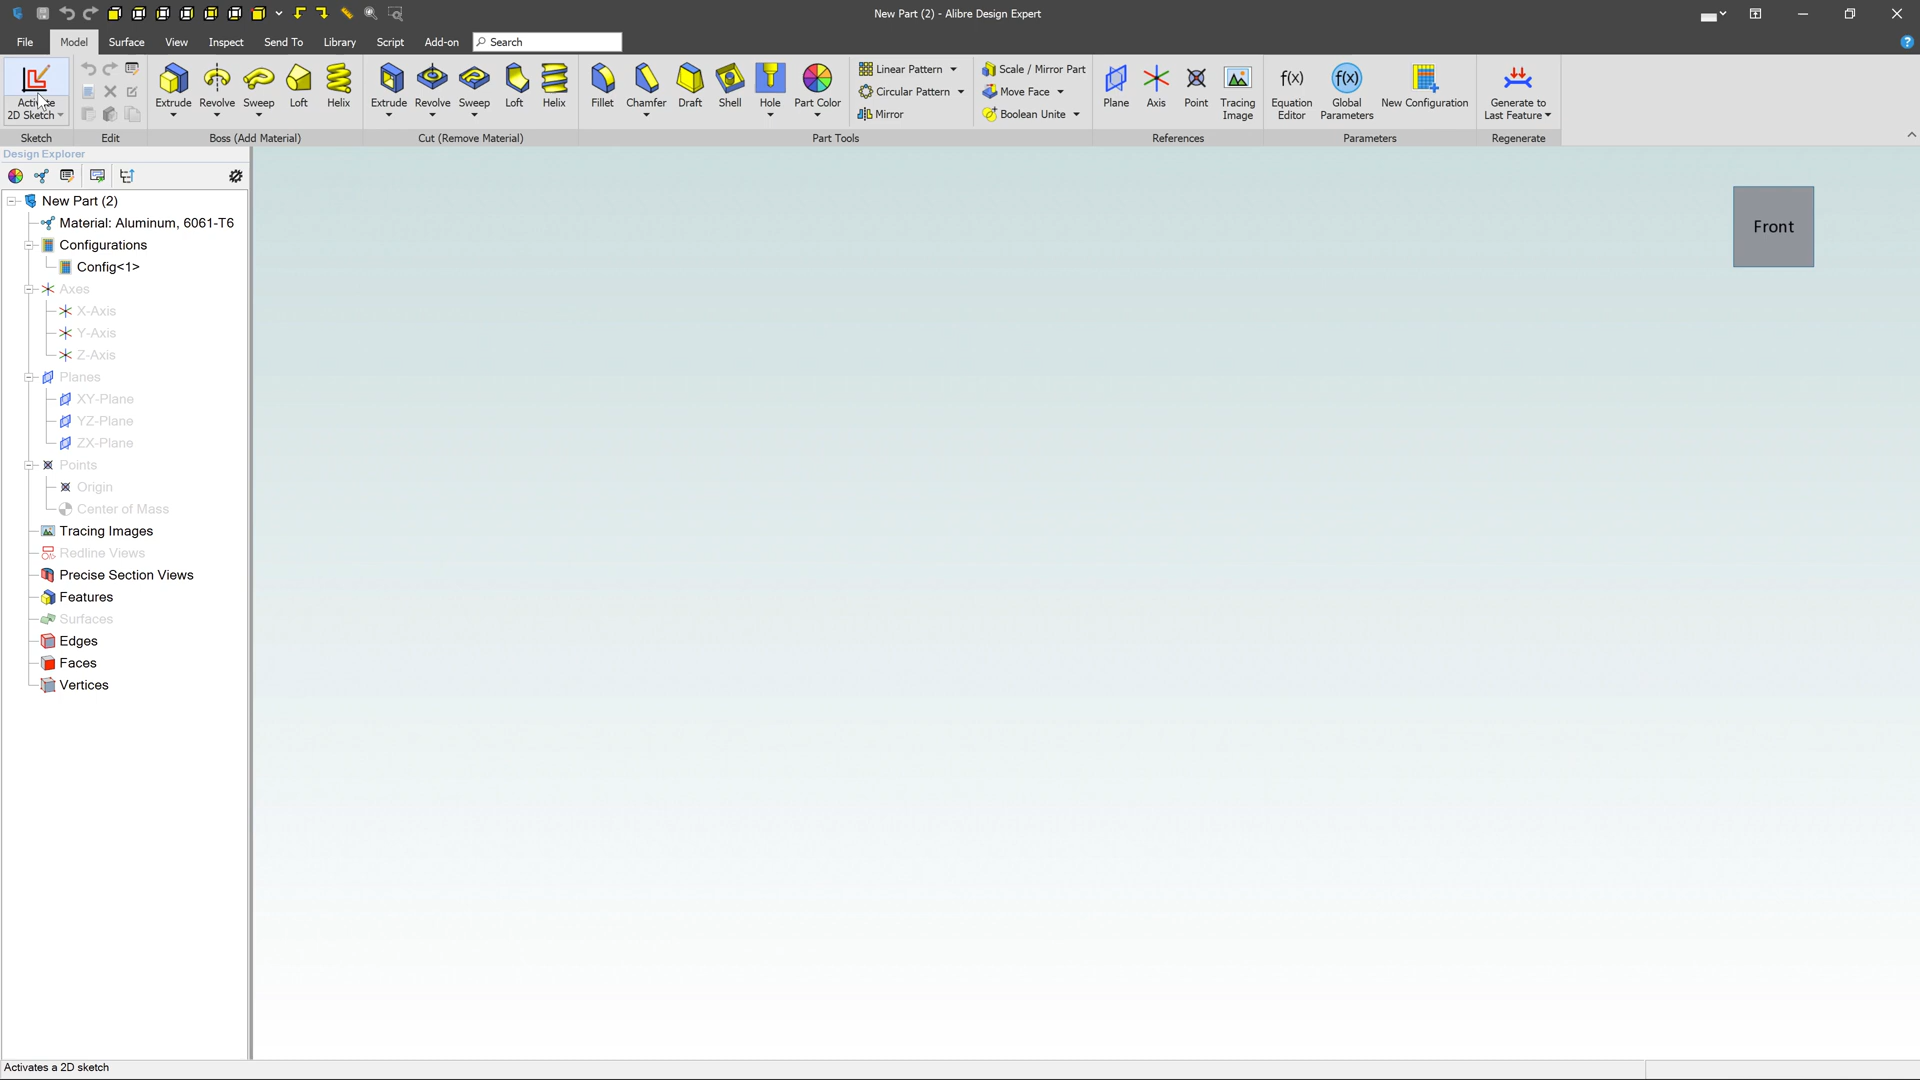 New Part (2) - Alibre Design Expert
File Model Surface View Inspect Send To Library Script Add-on Search
Activate
2D Sketch
Extrude Revolve Sweep Loft Helix
Extrude Revolve Sweep Loft Helix
Fillet Chamfer Draft Shell Hole Part Color
Linear Pattern
Circular Pattern
Mirror
Scale / Mirror Part
Move Face
Boolean Unite
Plane Axis Point Tracing
Image
f(x) Equation
Editor
f(x) Global
Parameters
New Configuration
Generate to
Last Feature
Sketch Edit Boss (Add Material) Cut (Remove Material) Part Tools References Parameters Regenerate
Design Explorer
New Part (2)
Material: Aluminum, 6061-T6
Configurations
Config<1>
Axes
X-Axis
Y-Axis
Z-Axis
Planes
XY-Plane
YZ-Plane
ZX-Plane
Points
Origin
Center of Mass
Tracing Images
Redline Views
Precise Section Views
Features
Surfaces
Edges
Faces
Vertices
Front
Activates a 2D sketch